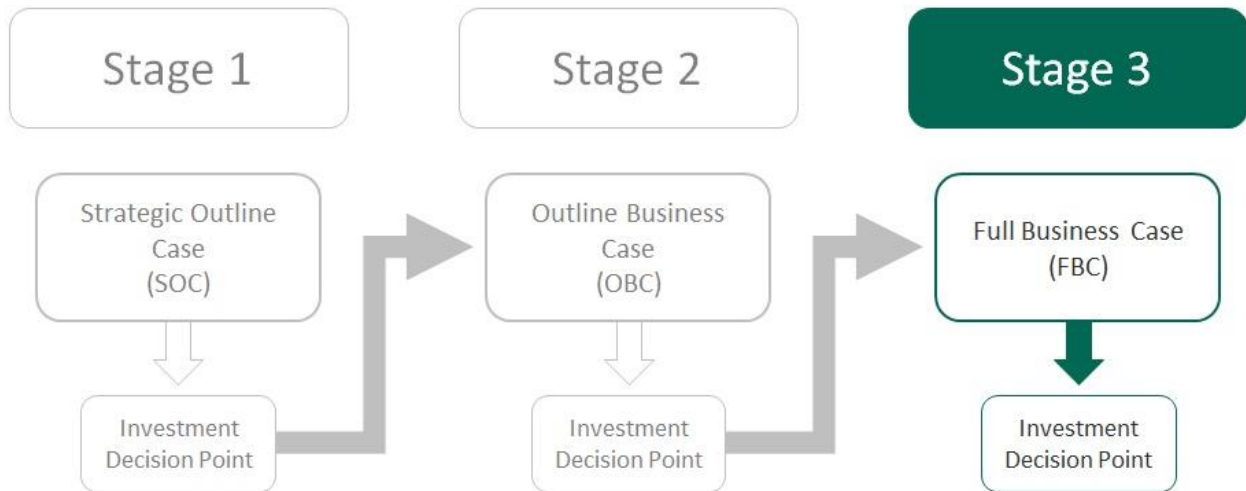 Stage 1
Stage 2
Stage 3
Strategic Outline
Case
(SOC)
Outline Business
Case
(OBC)
Full Business Case
(FBC)
Investment
Decision Point
Investment
Decision Point
Investment
Decision Point